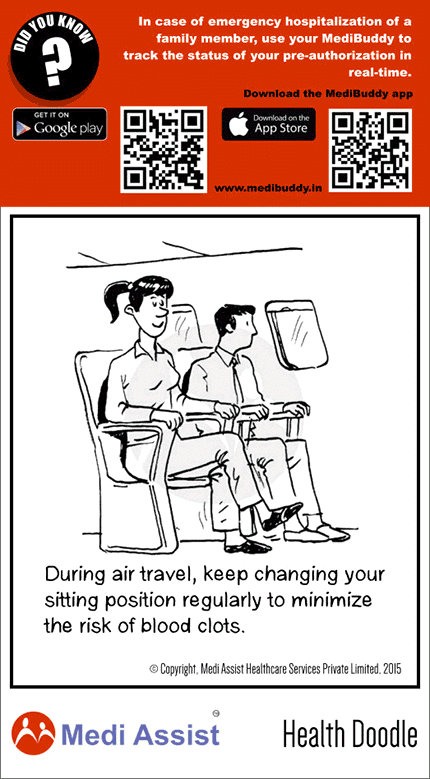 DID YOU KNOW
?
In case of emergency hospitalization of a
family member, use your MediBuddy to
track the status of your pre-authorization in
real-time.
Download the MediBuddy app
GET IT ON
Google play
Download on the
App Store
www.medibuddy.in
During air travel, keep changing your
sitting position regularly to minimize
the risk of blood clots.
© Copyright, Medi Assist Healthcare Services Private Limited, 2015
Medi Assist
Health Doodle